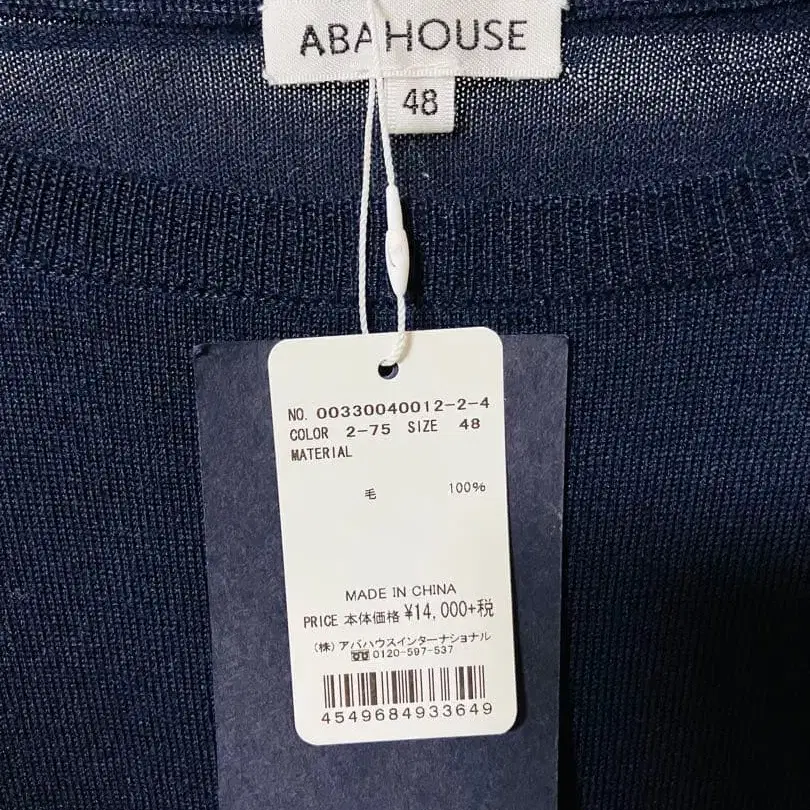 ABAHOUSE
48
NO. 00330040012-2-4
COLOR 2-75 SIZE 48
MATERIAL
毛 100%
MADE IN CHINA
PRICE 本体価格 ¥14,000+税
(株)アバハウスインターナショナル
0120-597-537
4549684933649